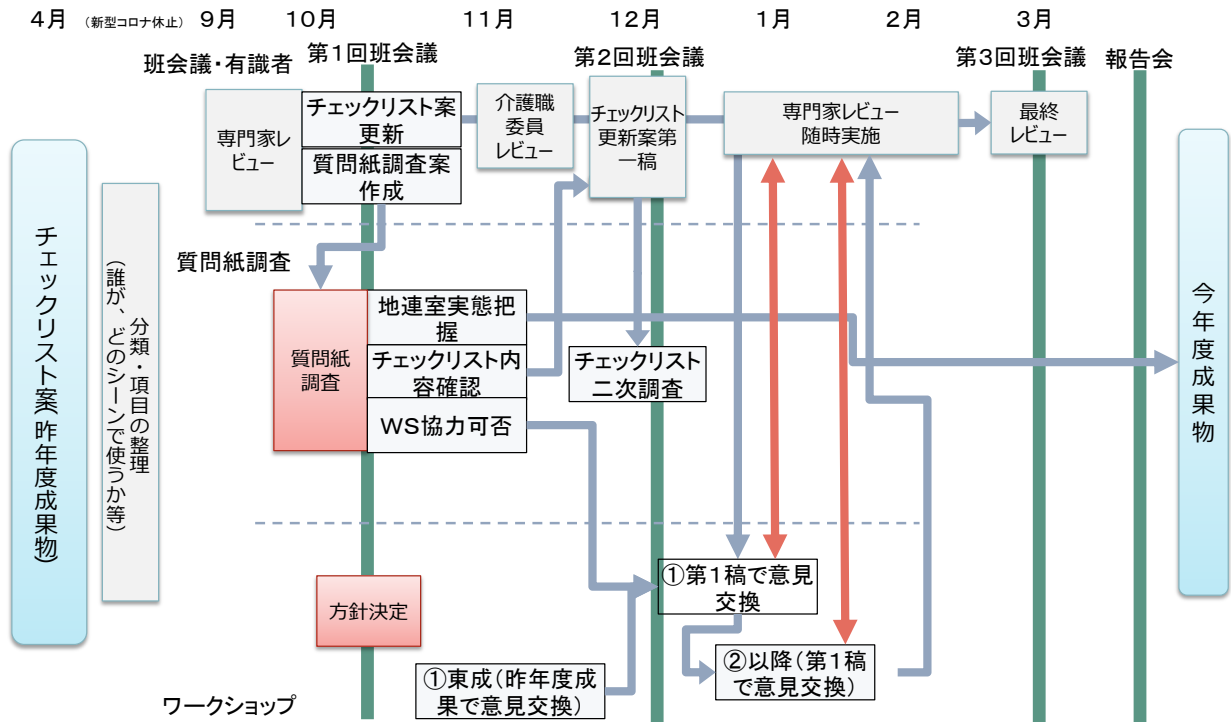 4月
(新型コロナ休止)
9月
10月
11月
12月
1月
2月
3月
班会議・有識者
第1回班会議
第2回班会議
第3回班会議
報告会
専門家レ
ビュー
チェックリスト案
更新
質問紙調査案
作成
介護職
委員
レビュー
チェックリスト
更新案第
一稿
専門家レビュー
随時実施
最終
レビュー
チェックリスト案(昨年度成果物)
分類・項目の整理
(誰が、どのシーンで使うか等)
質問紙調査
質問紙
調査
地連室実態把
握
チェックリスト内
容確認
WS協力可否
チェックリスト
二次調査
今年度成果物
方針決定
①第1稿で意見
交換
①東成(昨年度成
果で意見交換)
②以降(第1稿
で意見交換)
ワークショップ